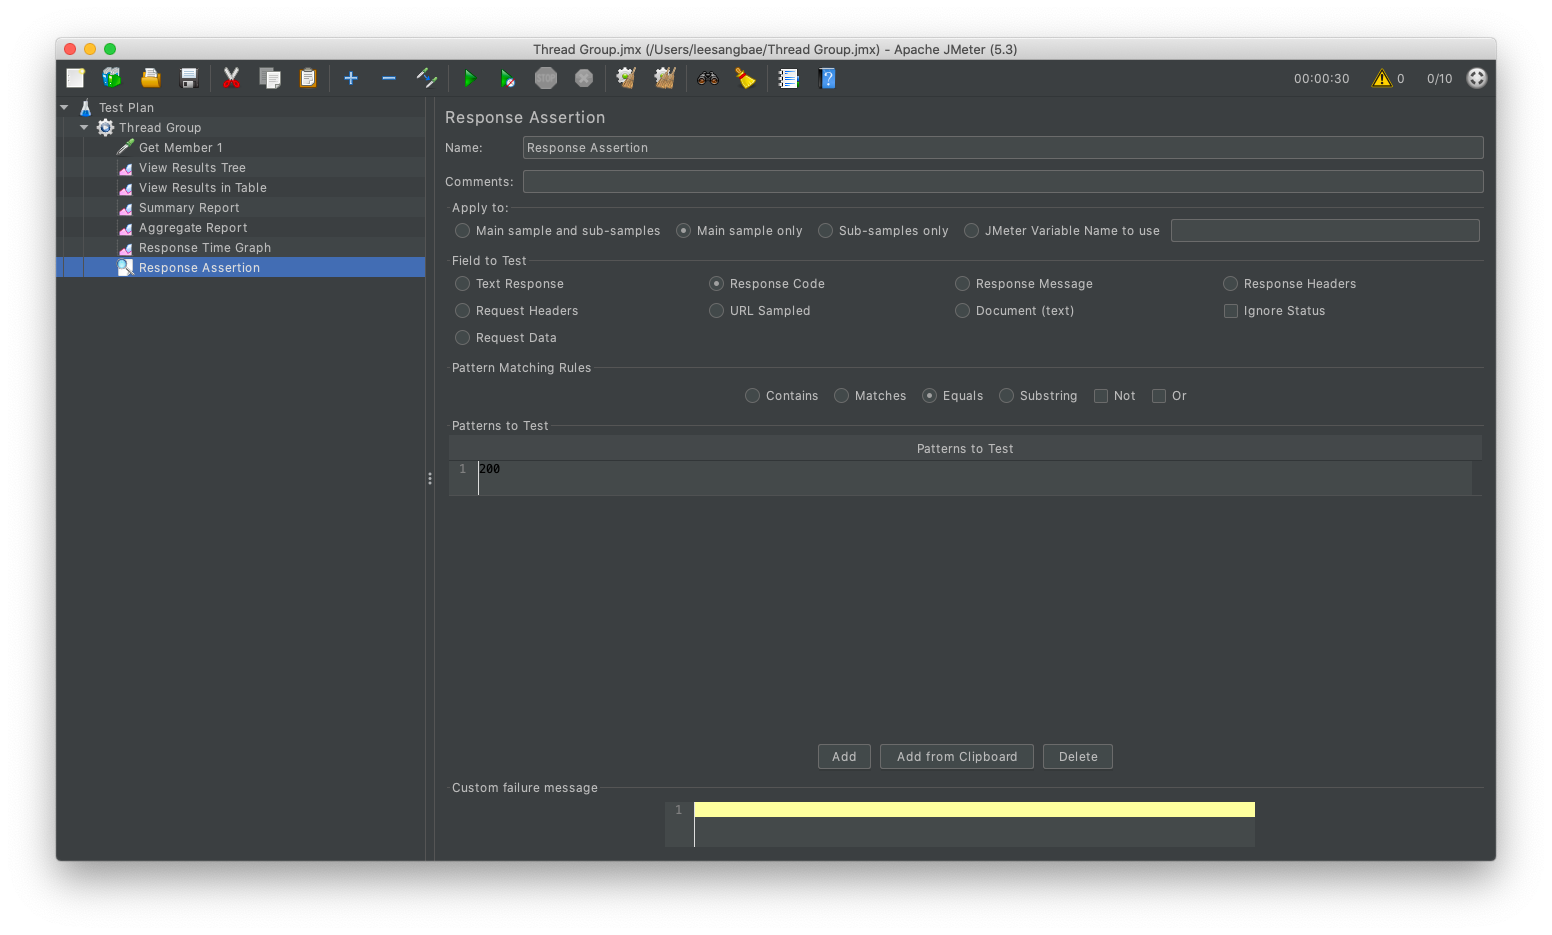 Thread Group.jmx (/Users/leesangbae/Thread Group.jmx) - Apache JMeter (5.3)
STOP
?
00:00:30
0
0/10
Test Plan
Thread Group
Get Member 1
View Results Tree
View Results in Table
Summary Report
Aggregate Report
Response Time Graph
Response Assertion
Response Assertion
Name: Response Assertion
Comments:
Apply to:
Main sample and sub-samples Main sample only Sub-samples only JMeter Variable Name to use
Field to Test
Text Response Response Code Response Message Response Headers
Request Headers URL Sampled Document (text) Ignore Status
Request Data
Pattern Matching Rules
Contains Matches Equals Substring Not Or
Patterns to Test
Patterns to Test
1 200
Add Add from Clipboard Delete
Custom failure message
1